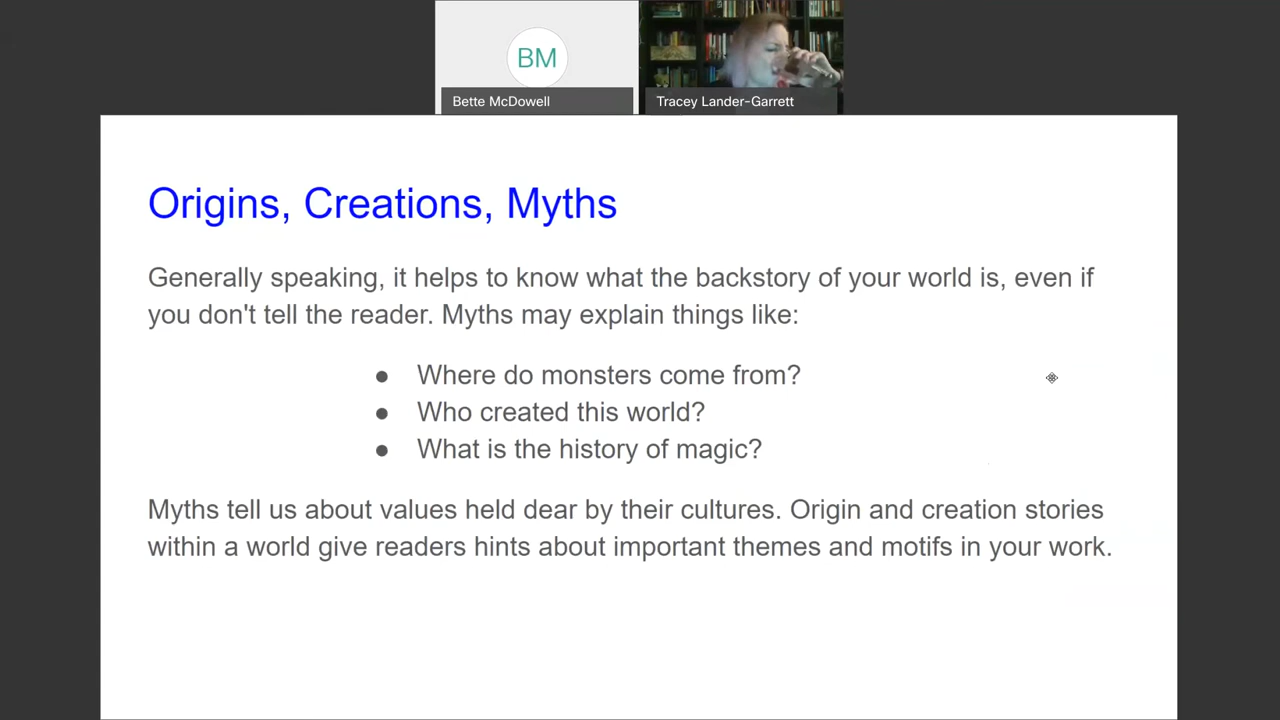 BM
Bette McDowell
Tracey Lander-Garrett
Origins, Creations, Myths
Generally speaking, it helps to know what the backstory of your world is, even if
you don't tell the reader. Myths may explain things like:
● Where do monsters come from?
● Who created this world?
● What is the history of magic?
Myths tell us about values held dear by their cultures. Origin and creation stories
within a world give readers hints about important themes and motifs in your work.